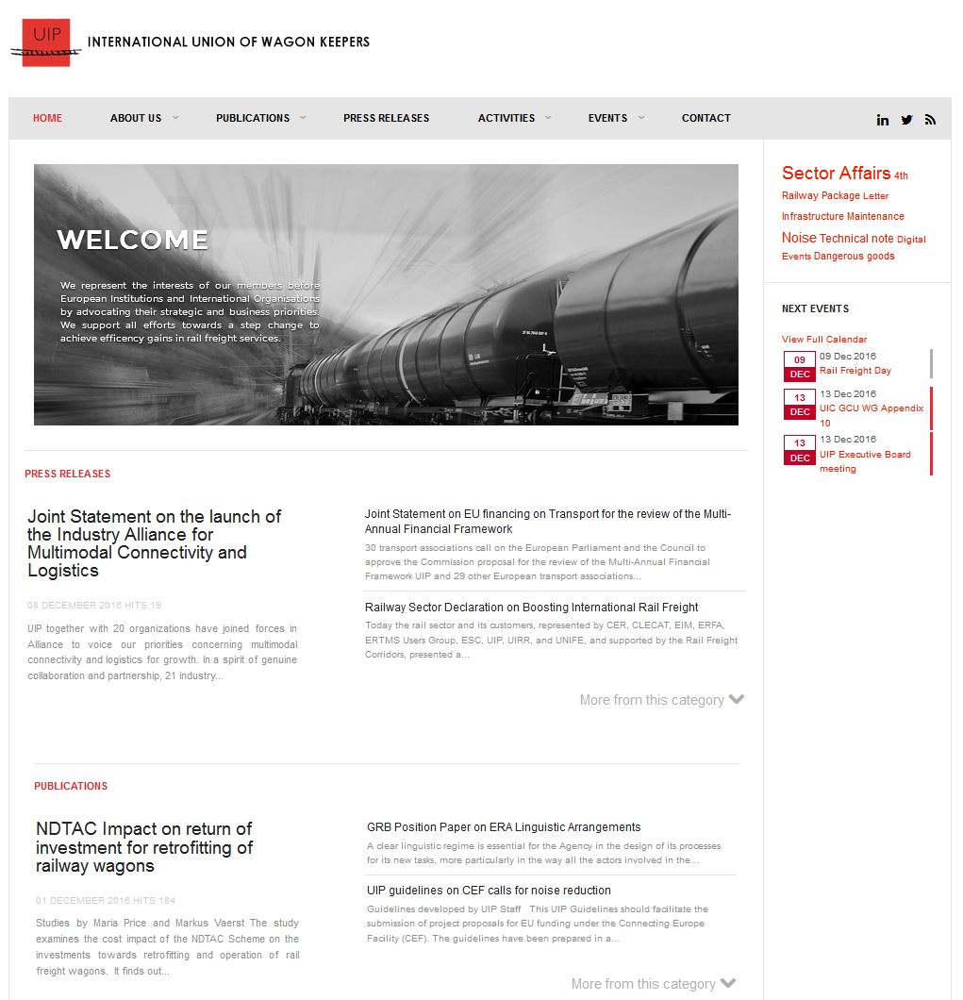 UIP
INTERNATIONAL UNION OF WAGON KEEPERS
HOME
ABOUT US
PUBLICATIONS
PRESS RELEASES
ACTIVITIES
EVENTS
CONTACT
WELCOME
We represent the interests of our members before
European Institutions and International Organisations
by advocating their strategic and business priorities.
We support all efforts towards a step change to
achieve efficency gains in rail freight services.
Sector Affairs 4th
Railway Package Letter
Infrastructure Maintenance
Noise Technical note Digital
Events Dangerous goods
NEXT EVENTS
View Full Calendar
09
DEC
09 Dec 2016
Rail Freight Day
13
DEC
13 Dec 2016
UIC GCU WG Appendix
10
13
DEC
13 Dec 2016
UIP Executive Board
meeting
PRESS RELEASES
Joint Statement on the launch of
the Industry Alliance for
Multimodal Connectivity and
Logistics
08 DECEMBER 2016 HITS:19
UIP together with 20 organizations have joined forces in
Alliance to voice our priorities concerning multimodal
connectivity and logistics for growth. In a spirit of genuine
collaboration and partnership, 21 industry...
Joint Statement on EU financing on Transport for the review of the Multi-
Annual Financial Framework
30 transport associations call on the European Parliament and the Council to
approve the Commission proposal for the review of the Multi-Annual Financial
Framework UIP and 29 other European transport associations...
Railway Sector Declaration on Boosting International Rail Freight
Today the rail sector and its customers, represented by CER, CLECAT, EIM, ERFA,
ERTMS Users Group, ESC, UIP, UIRR, and UNIFE, and supported by the Rail Freight
Corridors, presented a...
More from this category
PUBLICATIONS
NDTAC Impact on return of
investment for retrofitting of
railway wagons
01 DECEMBER 2016 HITS:184
Studies by Maria Price and Markus Vaerst The study
examines the cost impact of the NDTAC Scheme on the
investments towards retrofitting and operation of rail
freight wagons. It finds out...
GRB Position Paper on ERA Linguistic Arrangements
A clear linguistic regime is essential for the Agency in the design of its processes
for its new tasks, more particularly in the way all the actors involved in the...
UIP guidelines on CEF calls for noise reduction
Guidelines developed by UIP Staff This UIP Guidelines should facilitate the
submission of project proposals for EU funding under the Connecting Europe
Facility (CEF). The guidelines have been prepared in a...
More from this category